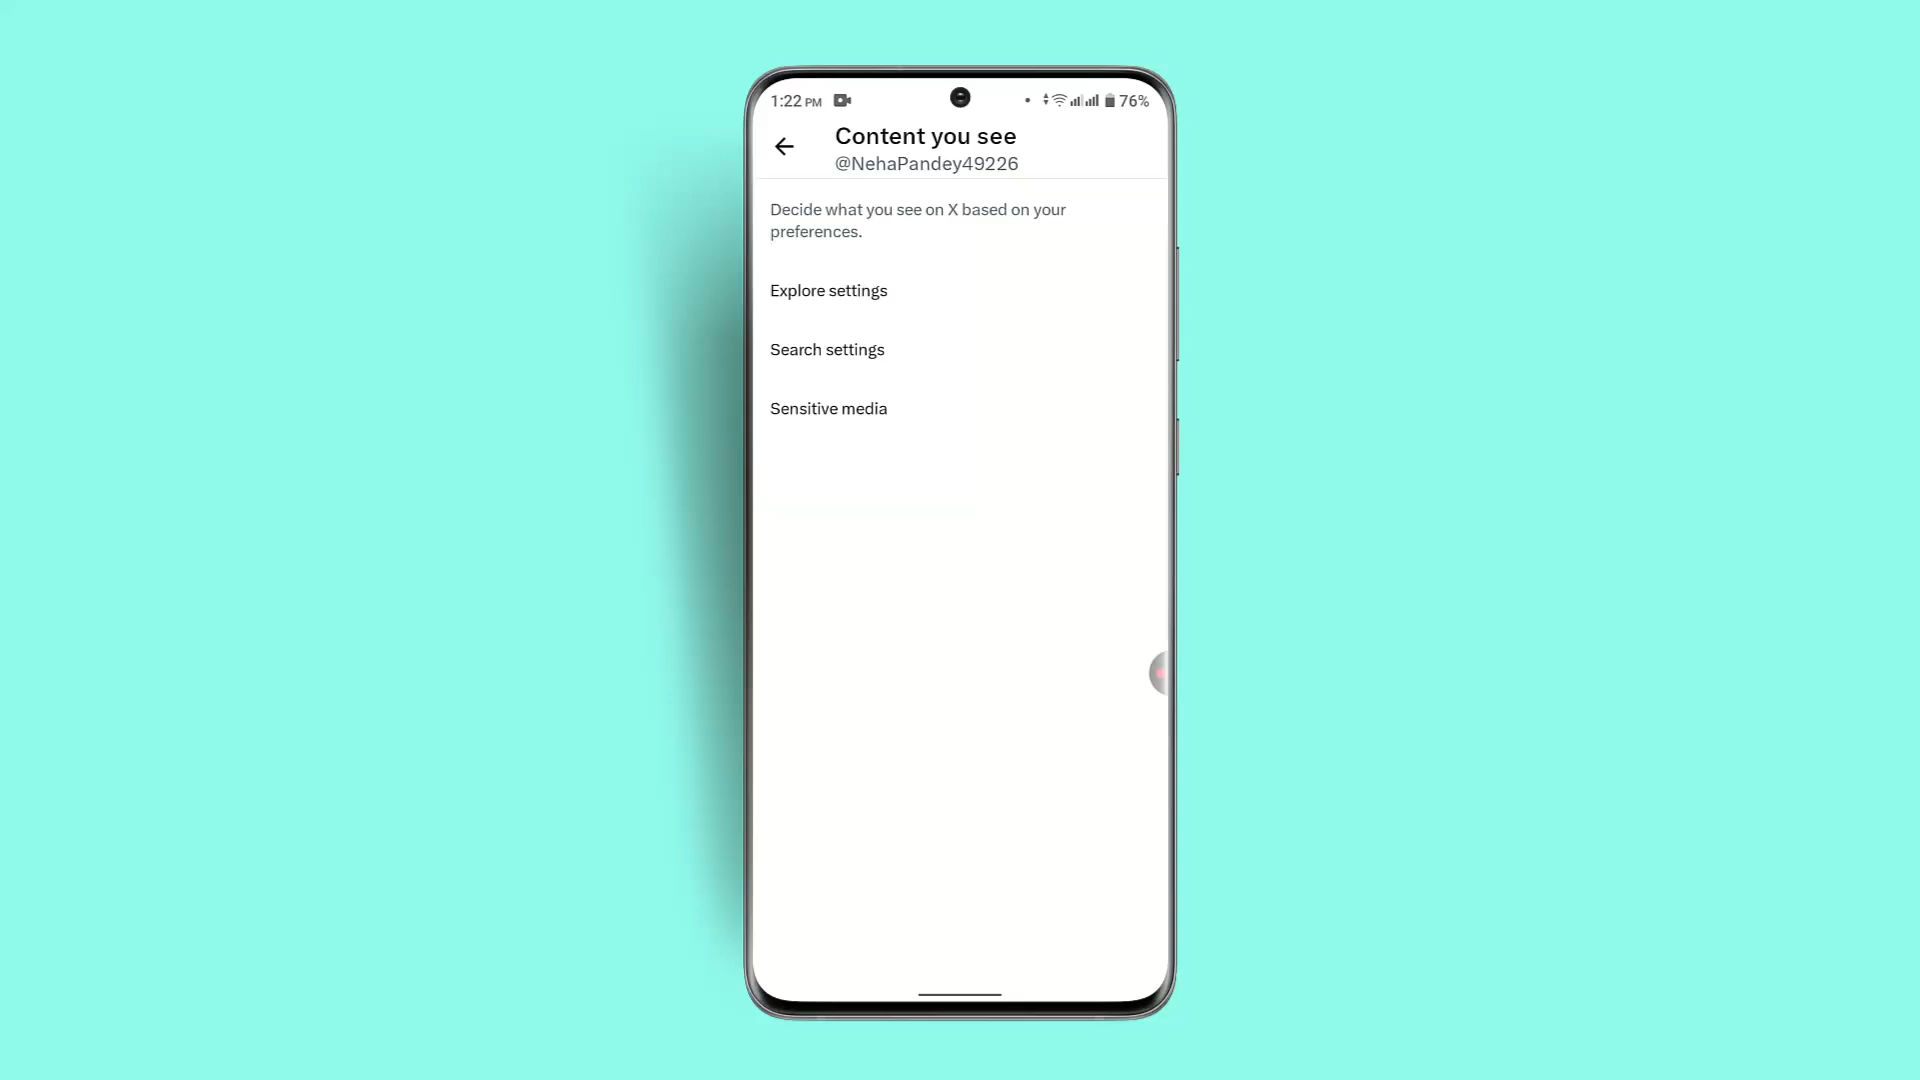 1:22 PM 76%
Content you see
@NehaPandey49226
Decide what you see on X based on your
preferences.
Explore settings
Search settings
Sensitive media